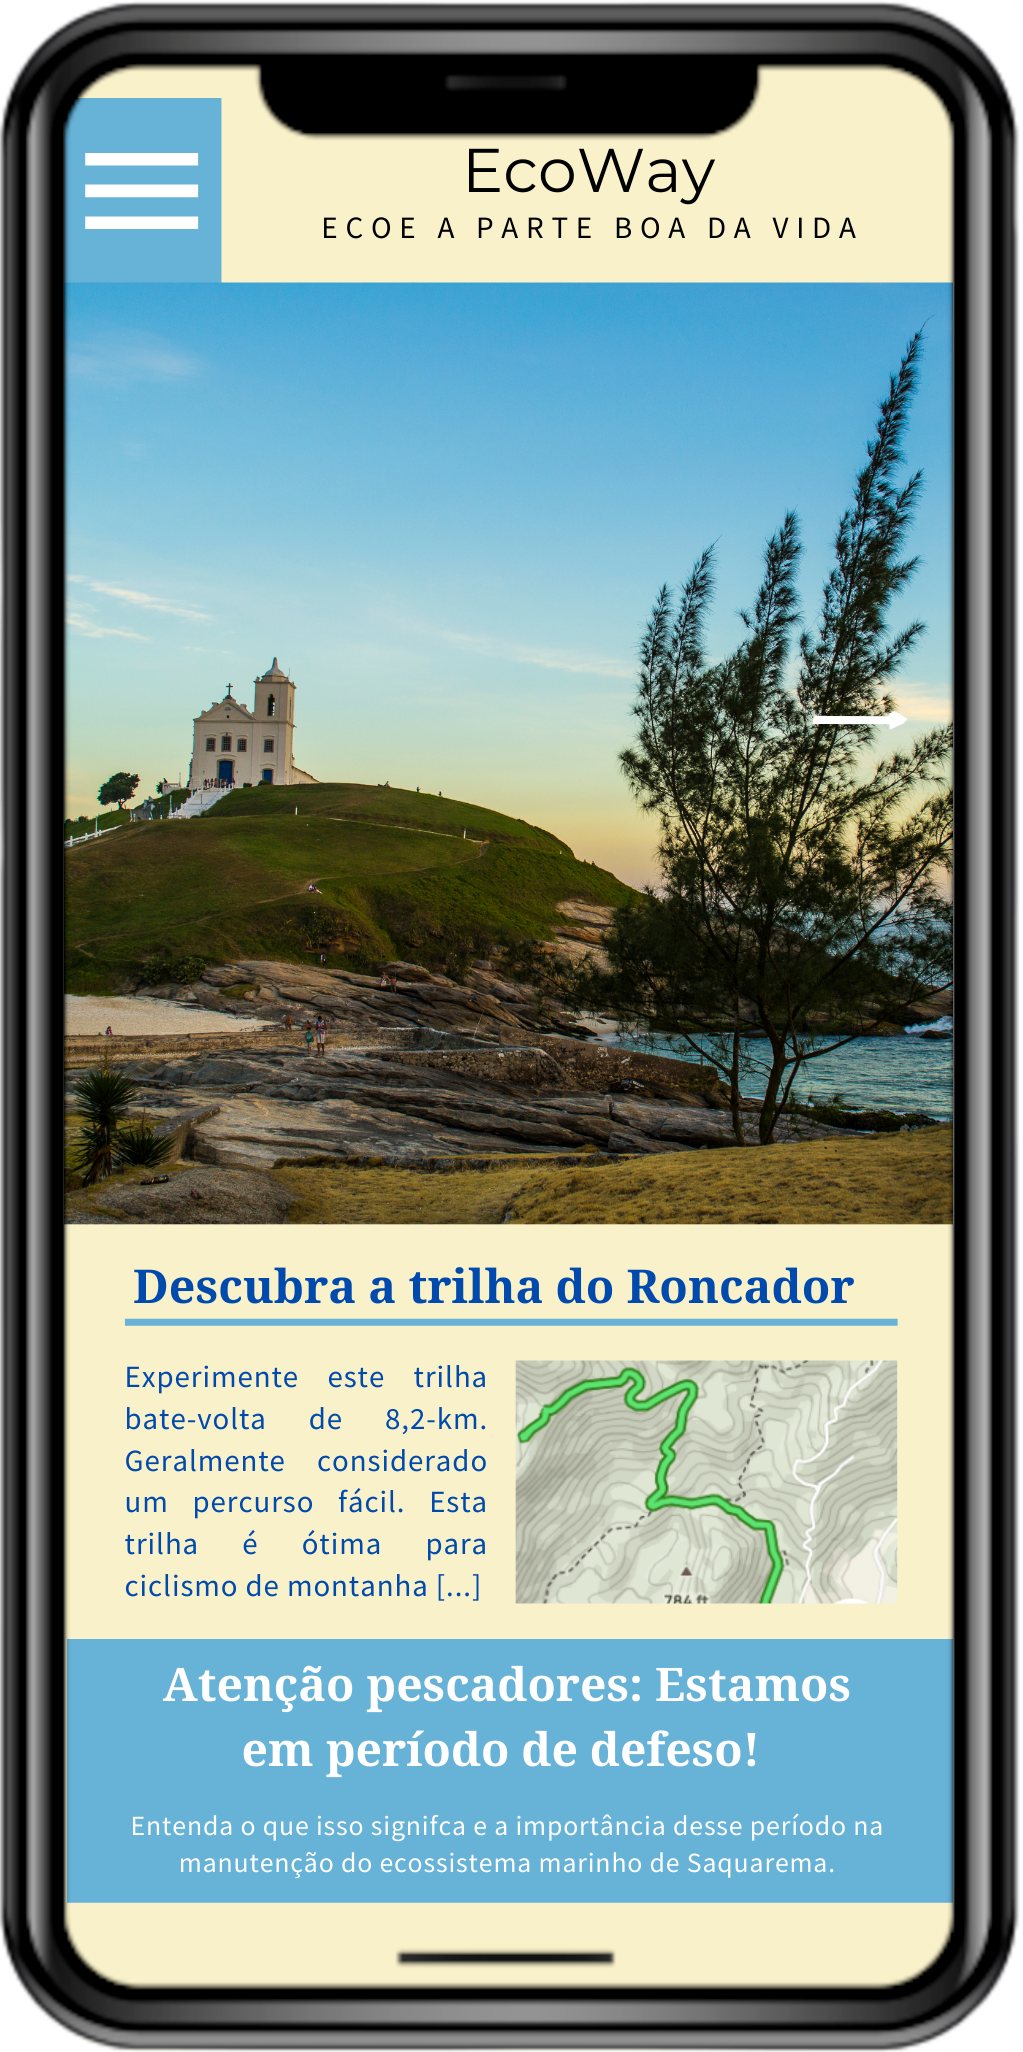 EcoWay
ECOE A PARTE BOA DA VIDA
Descubra a trilha do Roncador
Experimente este trilha
bate-volta de 8,2-km.
Geralmente considerado
um percurso fácil. Esta
trilha é ótima para
ciclismo de montanha [...]
784 ft
Atenção pescadores: Estamos
em período de defeso!
Entenda o que isso signifca e a importância desse período na
manutenção do ecossistema marinho de Saquarema.